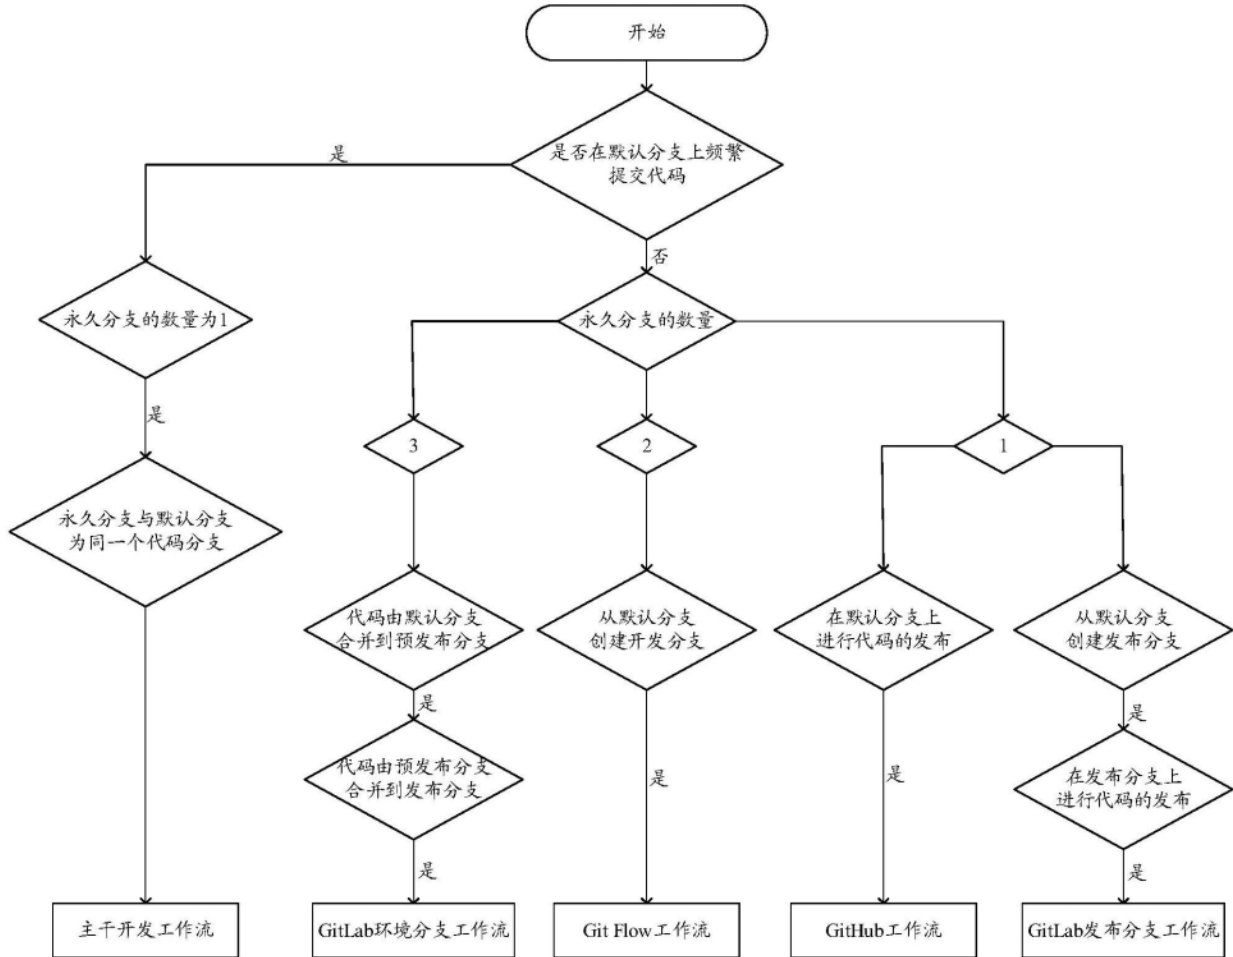 开始
是否在默认分支上频繁
提交代码
是
否
永久分支的数量为1
永久分支的数量
是
3
2
1
永久分支与默认分支
为同一个代码分支
代码由默认分支
合并到预发布分支
从默认分支
创建开发分支
在默认分支上
进行代码的发布
从默认分支
创建发布分支
是
是
代码由预发布分支
合并到发布分支
是
是
在发布分支上
进行代码的发布
是
是
主干开发工作流
GitLab环境分支工作流
Git Flow工作流
GitHub工作流
GitLab发布分支工作流